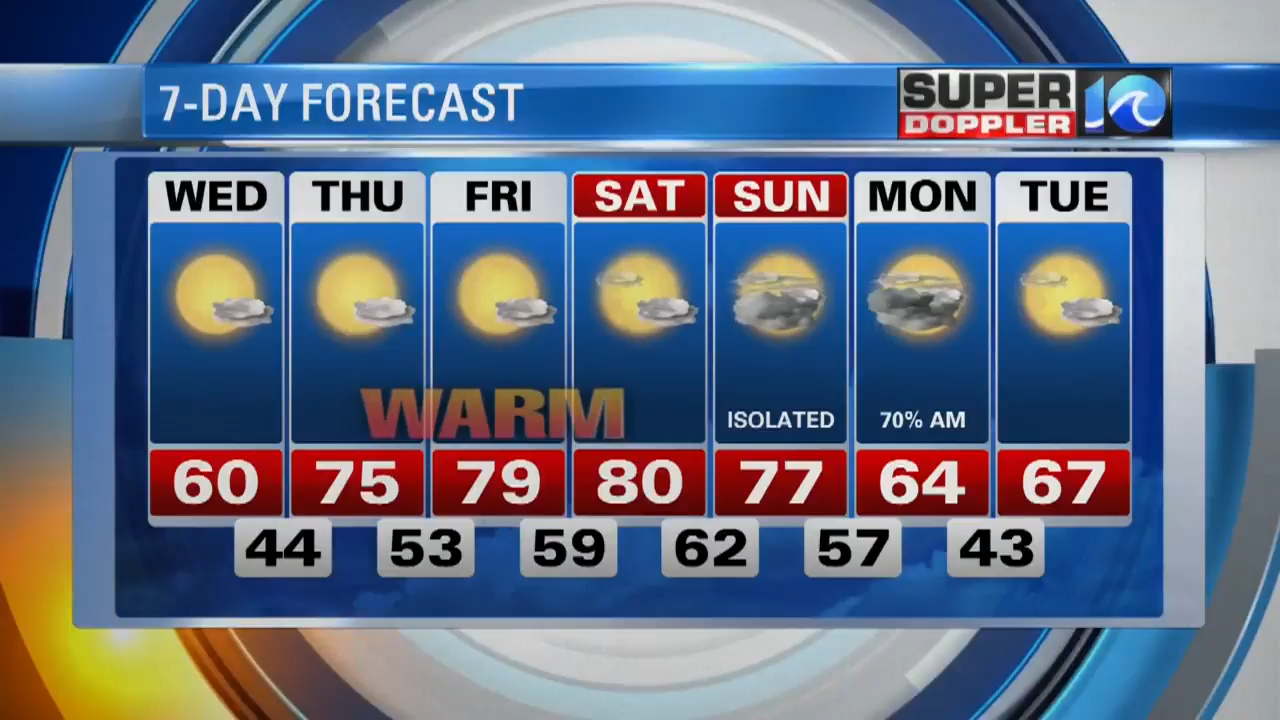 7-DAY FORECAST
SUPER
DOPPLER
10
WED THU FRI SAT SUN MON TUE
WARM
ISOLATED 70% AM
60 75 79 80 77 64 67
44 53 59 62 57 43